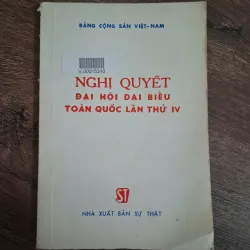 ĐẢNG CỘNG SẢN VIỆT-NAM
NGHỊ QUYẾT
ĐẠI HỘI ĐẠI BIỂU
TOÀN QUỐC LẦN THỨ IV
ST
NHÀ XUẤT BẢN SỰ THẬT